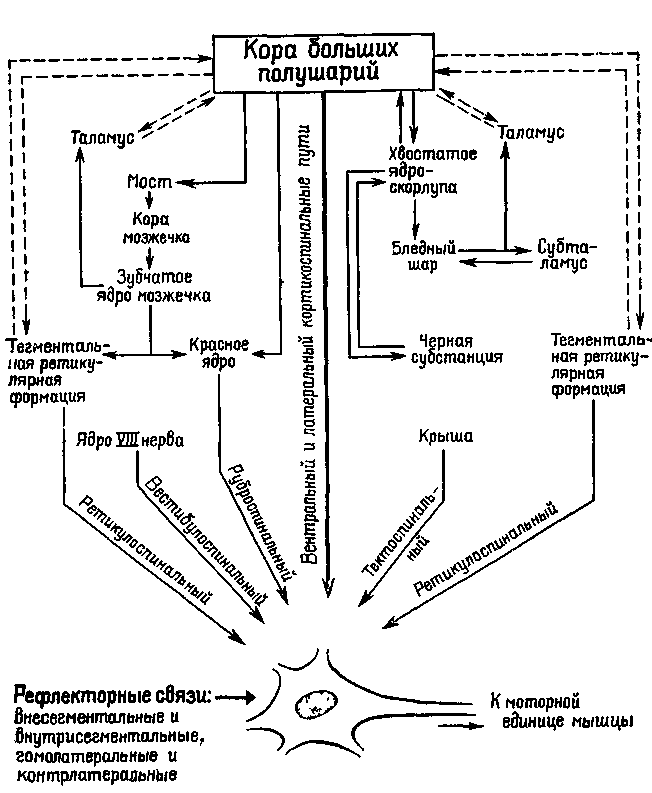 Кора больших
полушарий
Таламус
Таламус
Мост
Хвостатое
ядро-
скорлупа
Кора
мозжечка
Бледный
шар
Субта-
ламус
Зубчатое
ядро мозжечка
Тегменталь-
ная ретику-
лярная
формация
Красное
ядро
Черная
субстанция
Тегменталь-
ная ретику-
лярная
формация
Ядро VIII нерва
Крыша
Ретикулоспинальный
Вестибулоспинальный
Руброспинальный
Вентральный и латеральный кортикоспинальные пути
Тектоспиналь-
ный
Ретикулоспинальный
Рефлекторные связи:
внесегментальные и
внутрисегментальные,
гомолатеральные и
контрлатеральные
К моторной
единице мышцы